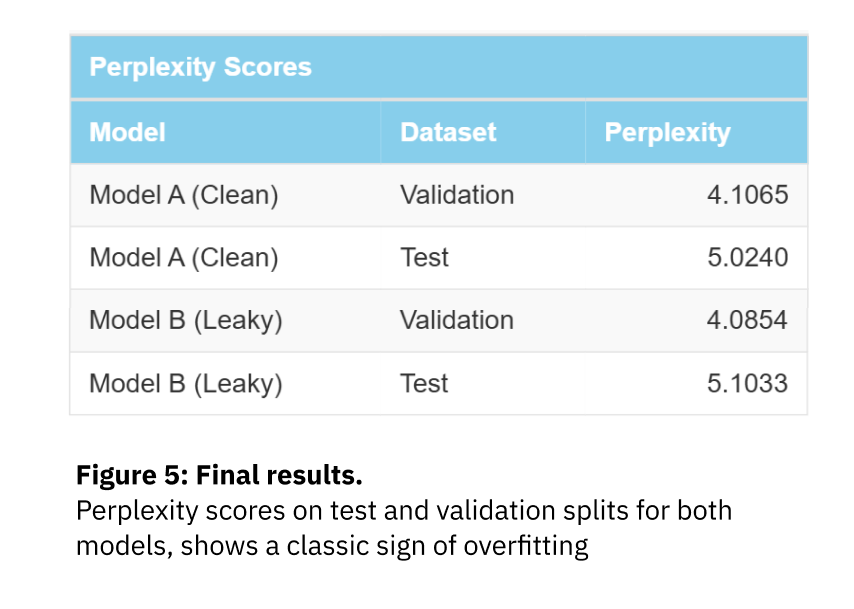 Perplexity Scores
Model Dataset Perplexity
Model A (Clean) Validation 4.1065
Model A (Clean) Test 5.0240
Model B (Leaky) Validation 4.0854
Model B (Leaky) Test 5.1033
Figure 5: Final results.
Perplexity scores on test and validation splits for both
models, shows a classic sign of overfitting